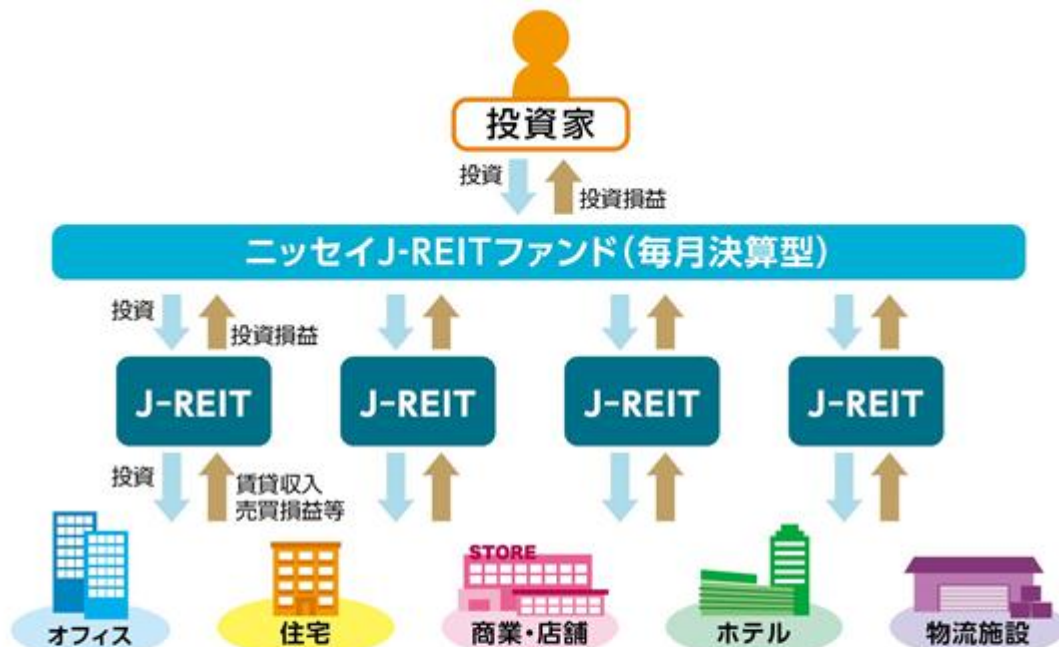 投資家
投資
投資損益
ニッセイJ-REITファンド(毎月決算型)
投資
投資損益
J-REIT
J-REIT
J-REIT
J-REIT
投資
賃貸収入
売買損益等
STORE
オフィス
住宅
商業・店舗
ホテル
物流施設